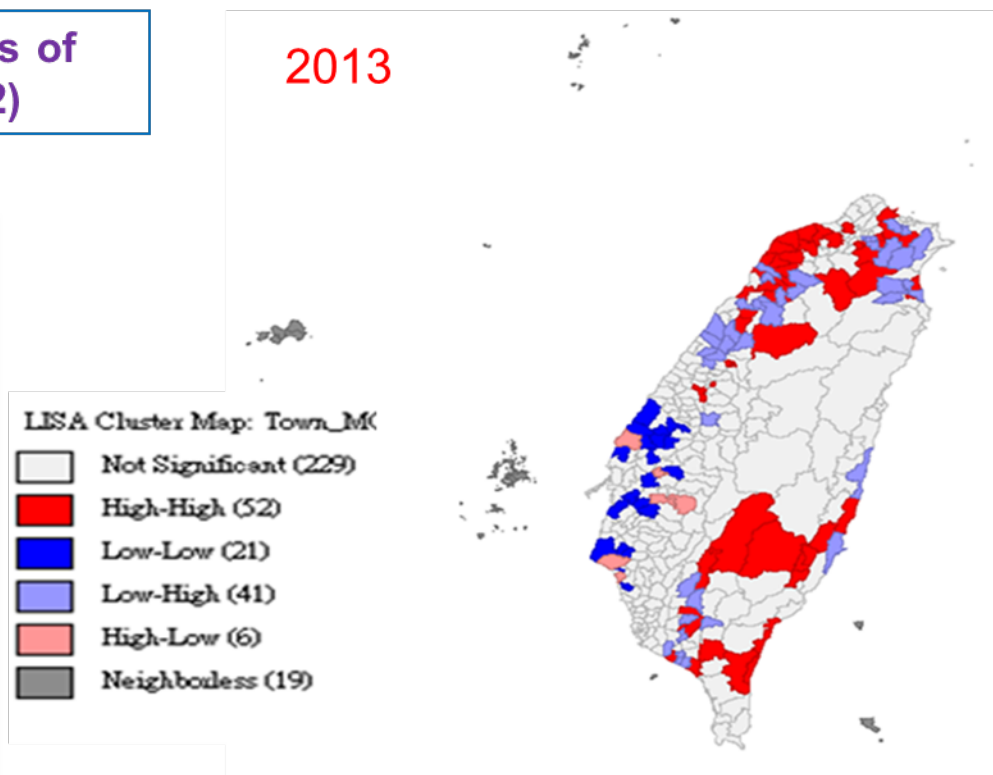 s of
2)
2013
LISA Cluster Map: Town_M(
Not Significant (229)
High-High (52)
Low-Low (21)
Low-High (41)
High-Low (6)
Neighborless (19)